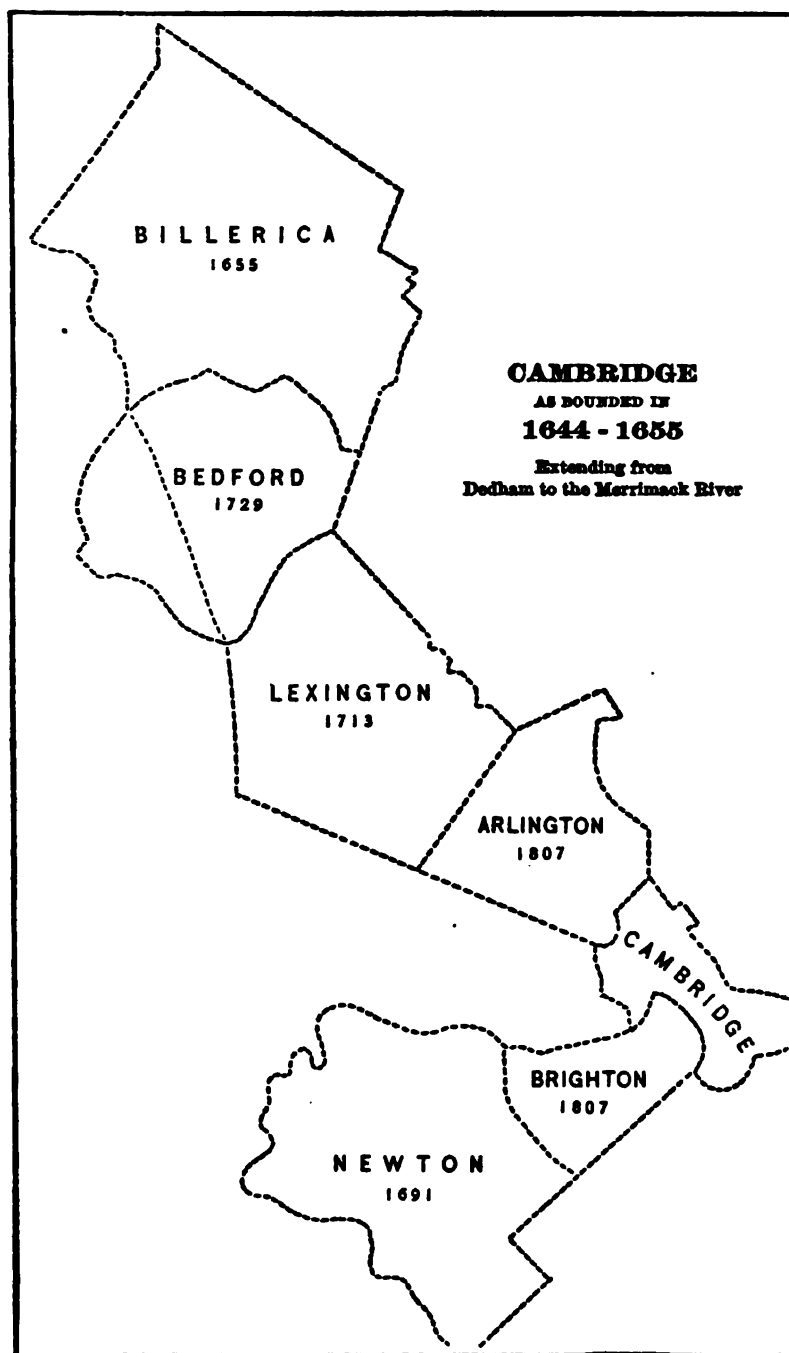 BILLERICA
1655
CAMBRIDGE
AS BOUNDED IN
1644 - 1655
Extending from
Dedham to the Merrimack River
BEDFORD
1729
LEXINGTON
1713
ARLINGTON
1807
CAMBRIDGE
BRIGHTON
1807
NEWTON
1691